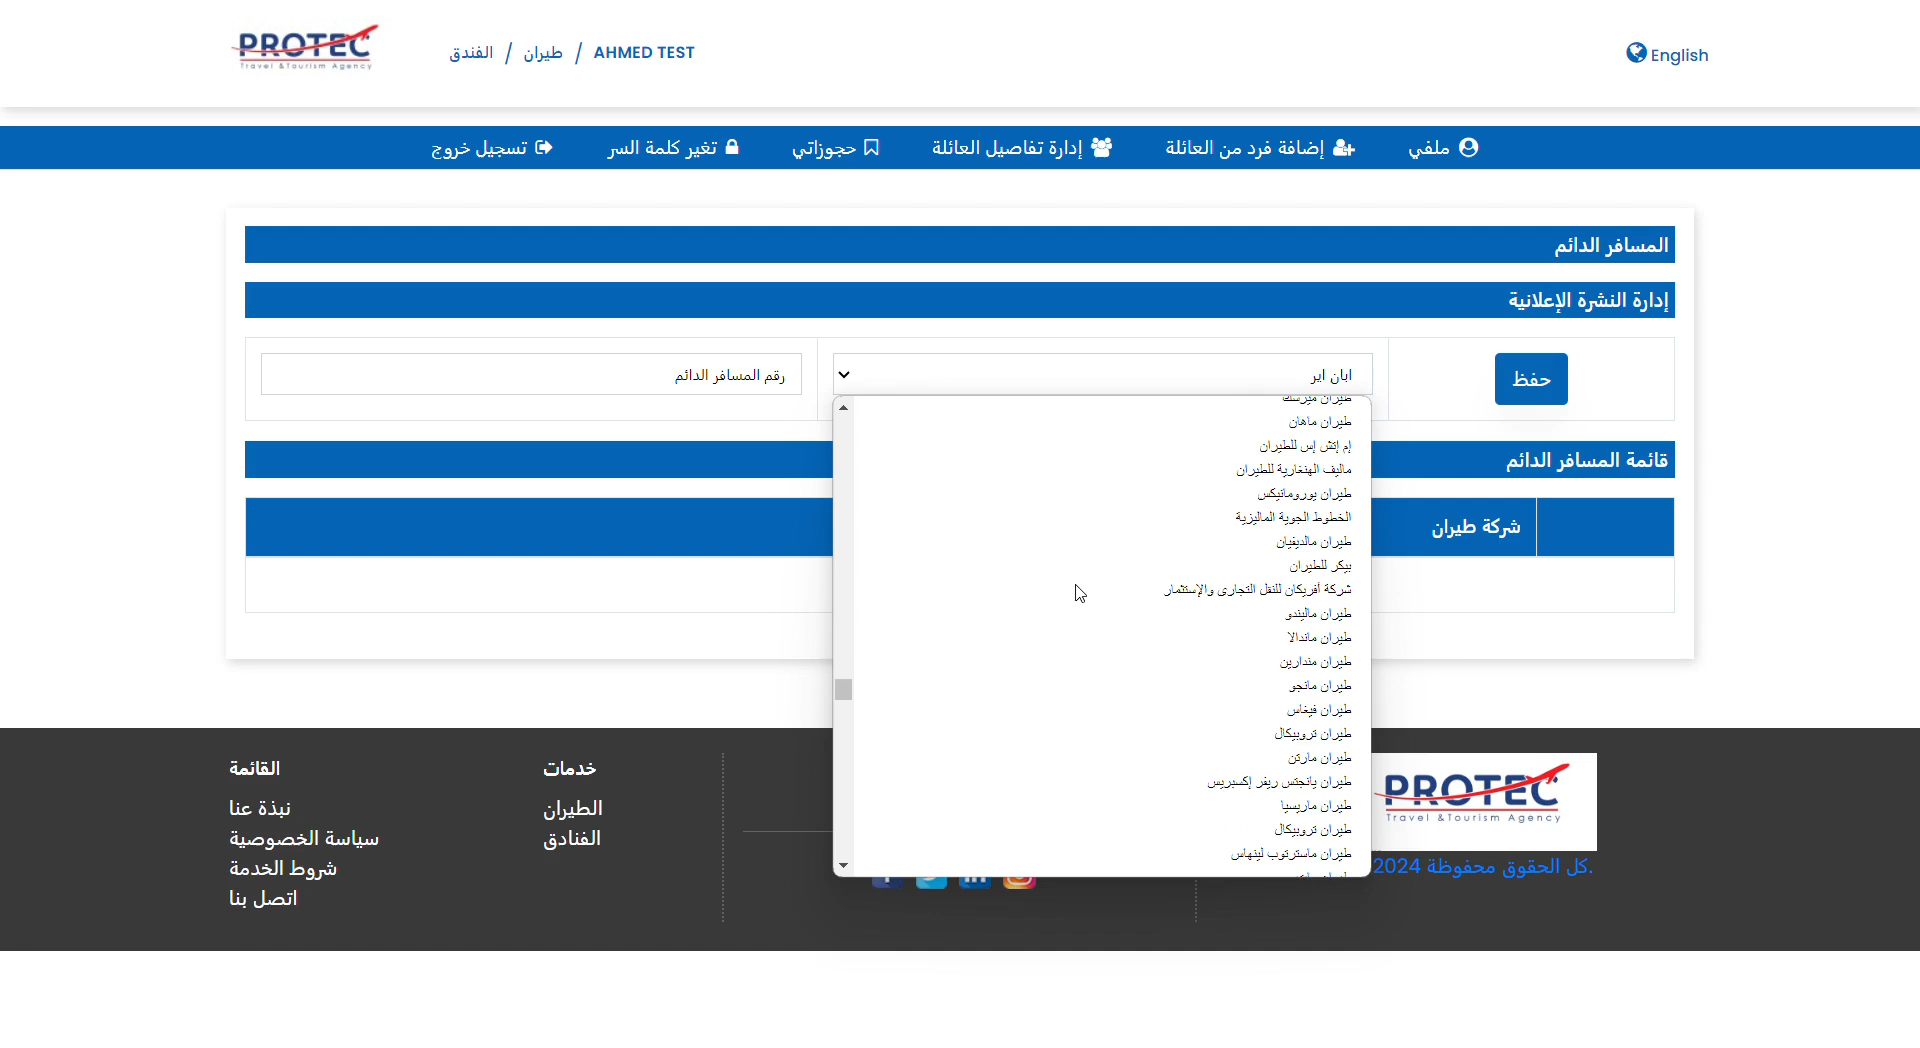 PROTEC
Travel & Tourism Agency
AHMED TEST / طيران / الفندق
English
ملفي
إضافة فرد من العائلة
إدارة تفاصيل العائلة
حجوزاتي
تغير كلمة السر
تسجيل خروج
المسافر الدائم
إدارة النشرة الإعلانية
حفظ
ابان اير
رقم المسافر الدائم
طيران ميرسك
طيران ماهان
إم إتش إس للطيران
ماليف الهنغارية للطيران
طيران يورومانيكس
الخطوط الجوية الماليزية
طيران مالديفيان
بيكر للطيران
شركة أفريكان للنقل التجارى والإستثمار
طيران ماليندو
طيران ماندالا
طيران مندارين
طيران مانجو
طيران فيغاس
طيران تروبيكال
طيران مارتن
طيران يانجتس ريفر إكسبريس
طيران ماريسيا
طيران تروبيكال
طيران ماسترتوب لينهاس
قائمة المسافر الدائم
شركة طيران
PROTEC
Travel & Tourism Agency
كل الحقوق محفوظة 2024.
خدمات
الطيران
الفنادق
القائمة
نبذة عنا
سياسة الخصوصية
شروط الخدمة
اتصل بنا